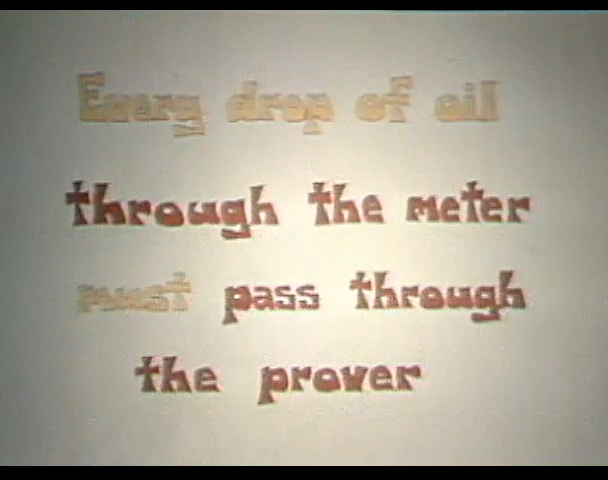 Every drop of oil
through the meter
must pass through
the prover